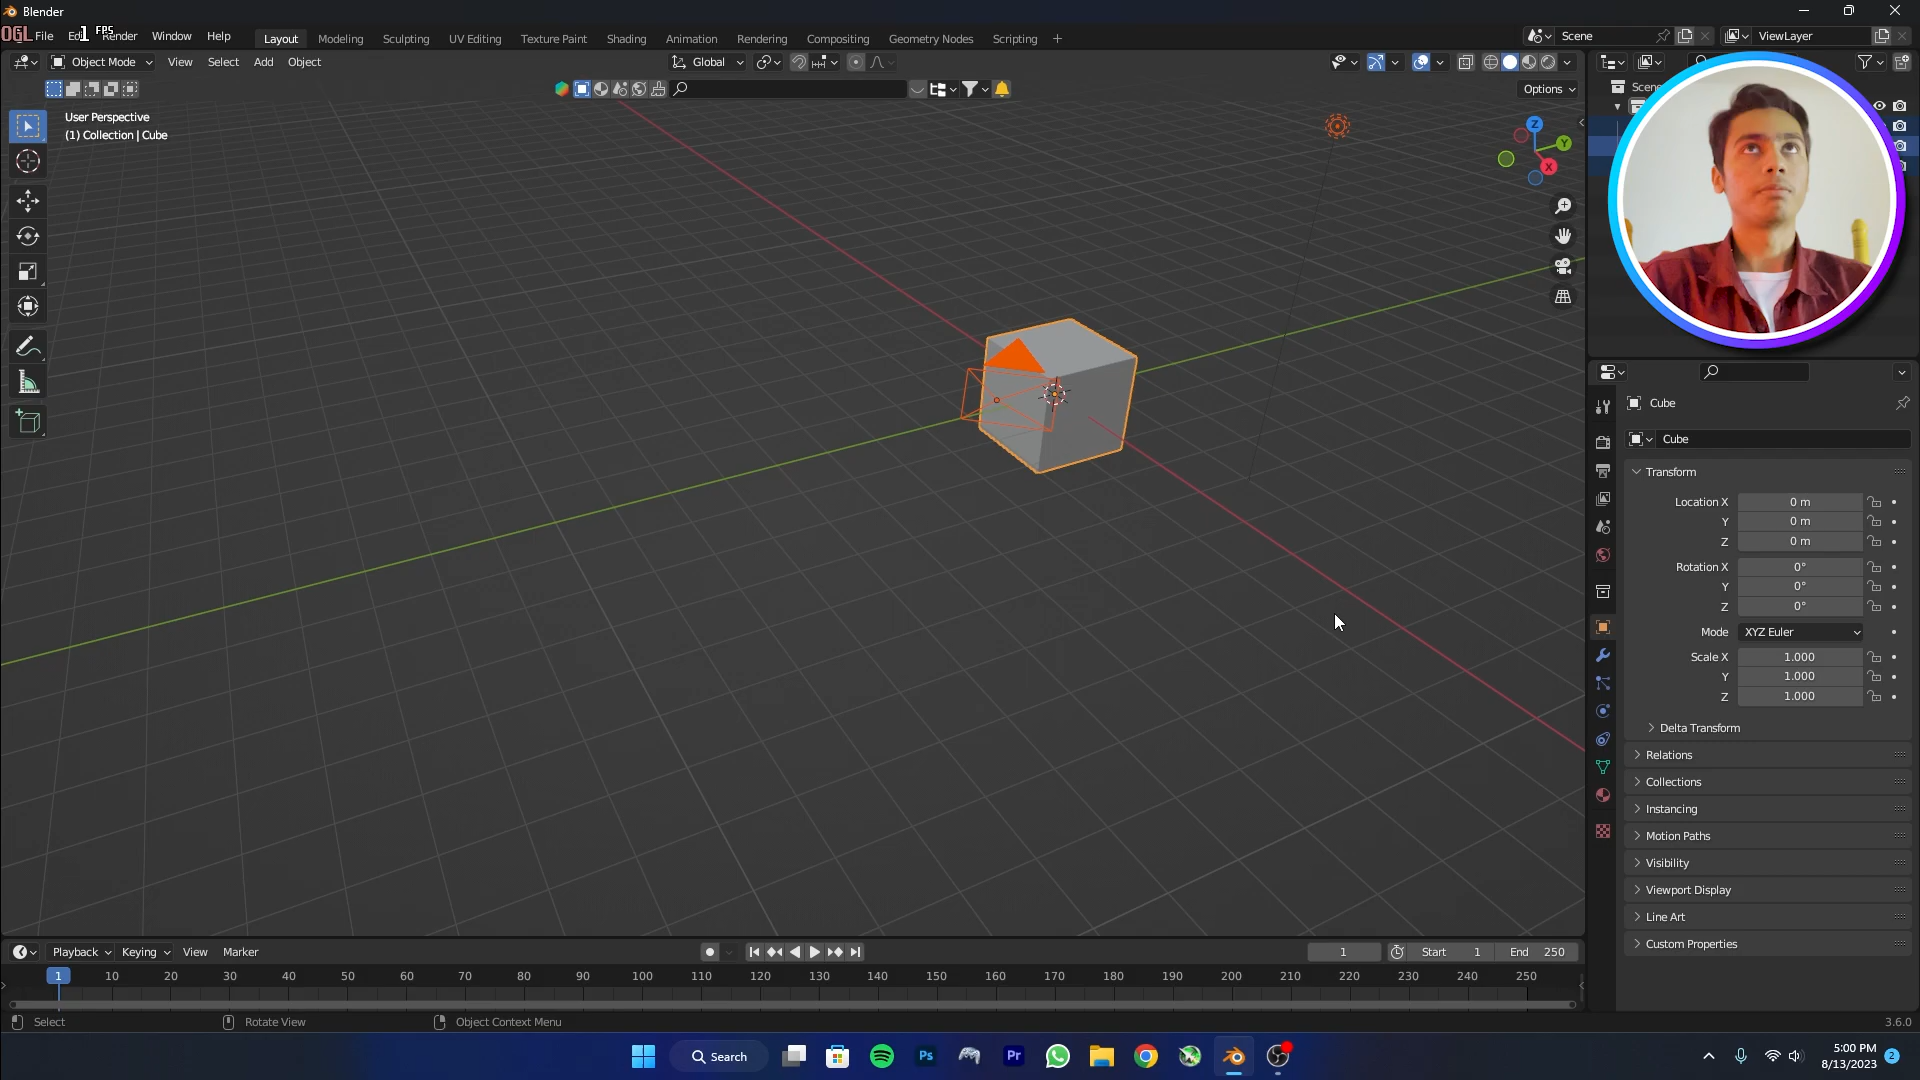 Blender
OGL 1 FPS
File Render Window Help
Layout Modeling Sculpting UV Editing Texture Paint Shading Animation Rendering Compositing Geometry Nodes Scripting +
Scene ViewLayer
Object Mode View Select Add Object
Global
Options
User Perspective
(1) Collection | Cube
Z
Y
X
Cube
Cube
Transform
Location X 0 m
Y 0 m
Z 0 m
Rotation X 0°
Y 0°
Z 0°
Mode XYZ Euler
Scale X 1.000
Y 1.000
Z 1.000
Delta Transform
Relations
Collections
Instancing
Motion Paths
Visibility
Viewport Display
Line Art
Custom Properties
Playback Keying View Marker
1 Start 1 End 250
1 10 20 30 40 50 60 70 80 90 100 110 120 130 140 150 160 170 180 190 200 210 220 230 240 250
Select Rotate View Object Context Menu
3.6.0
Search
Ps
Pr
5:00 PM
8/13/2023
2